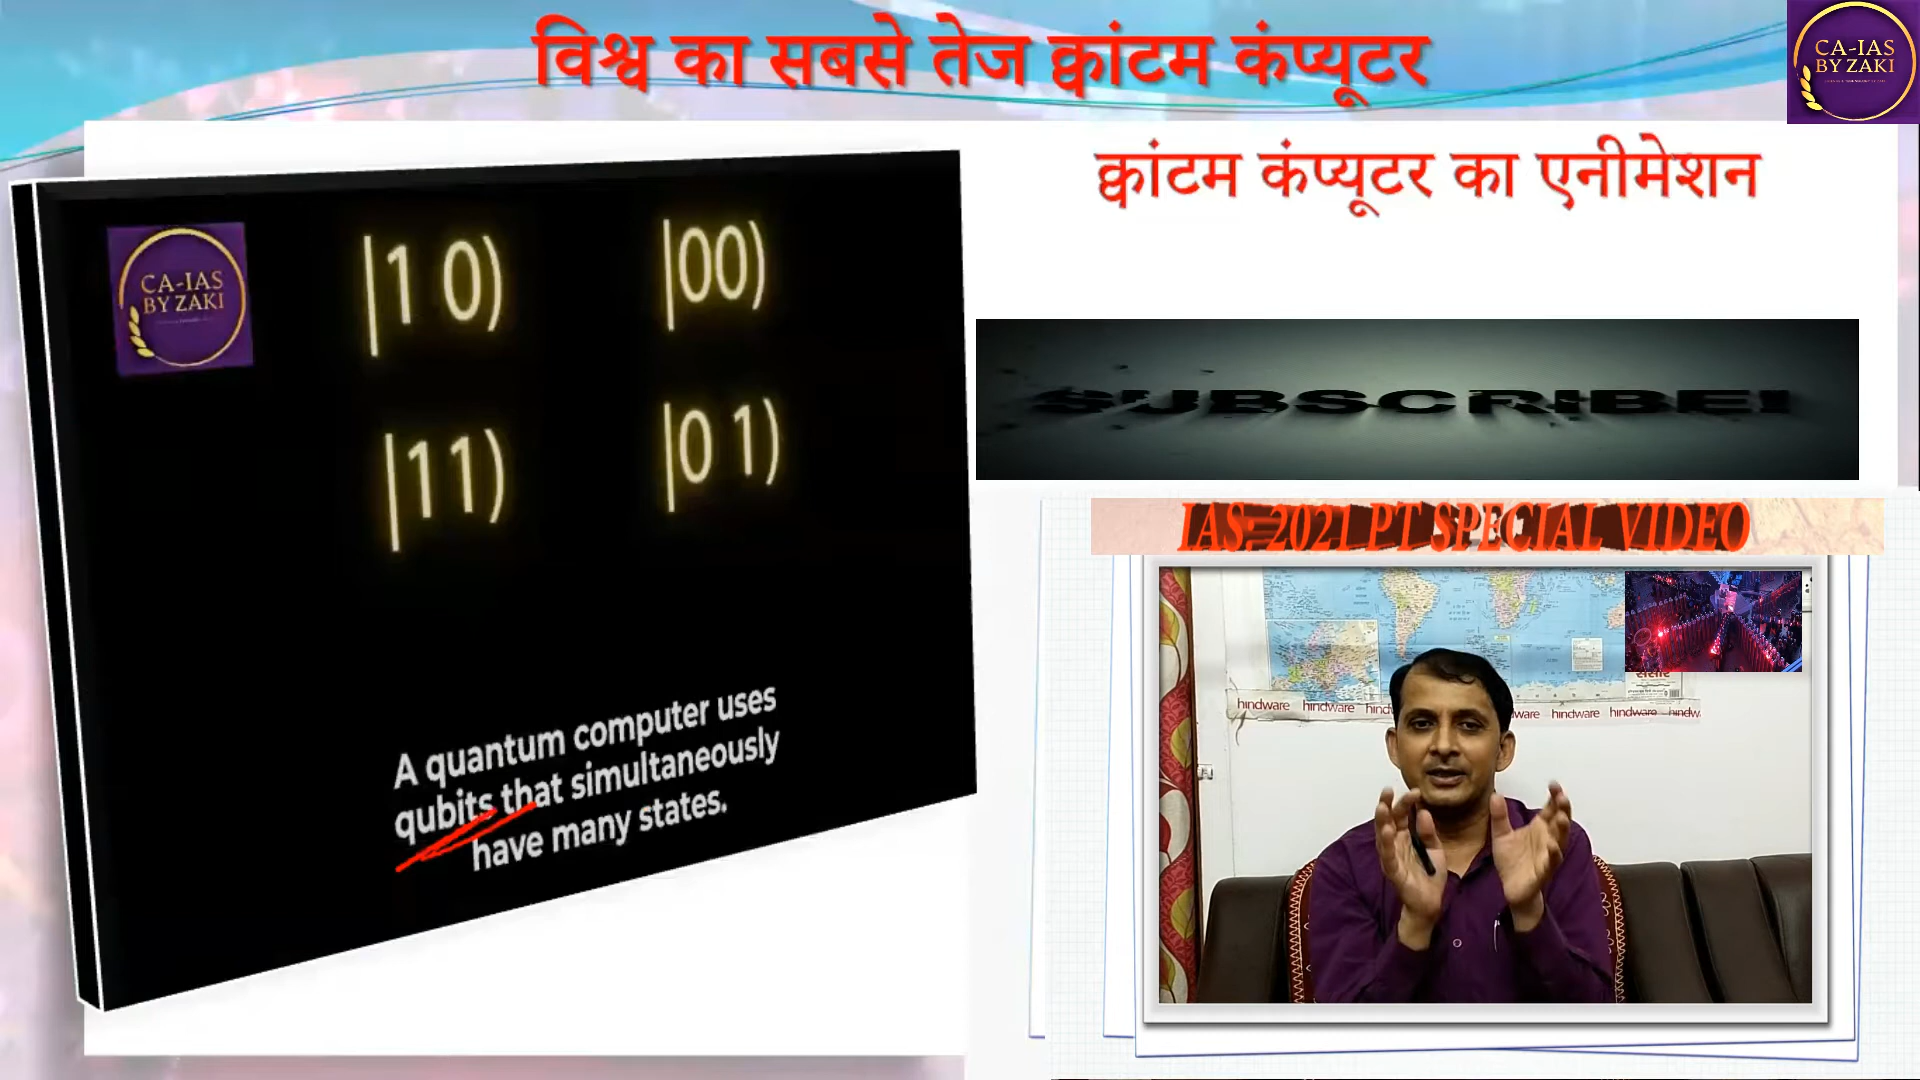 विश्व का सबसे तेज क्वांटम कंप्यूटर
CA-IAS
BY ZAKI
क्वांटम कंप्यूटर का एनीमेशन
CA-IAS
BY ZAKI
|1 0)
|00)
|11)
|0 1)
A quantum computer uses
qubits that simultaneously
have many states.
SUBSCRIBE!
IAS: 2021 PT SPECIAL VIDEO
संसार
hindware hindware hindware hindware